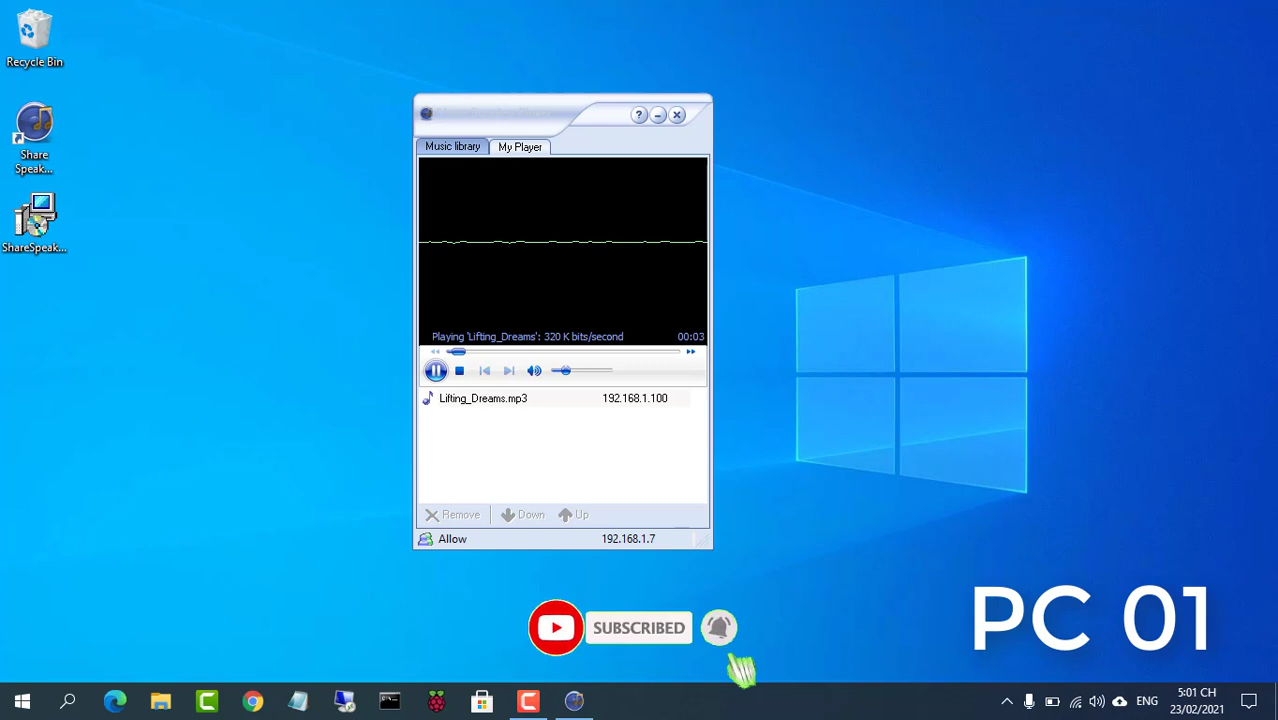 Recycle Bin
Share
Speak...
ShareSpeak...
Music library
My Player
Playing 'Lifting_Dreams': 320 K bits/second
00:03
Lifting_Dreams.mp3
192.168.1.100
Remove
Down
Up
Allow
192.168.1.7
SUBSCRIBED
PC 01
ENG
5:01 CH
23/02/2021